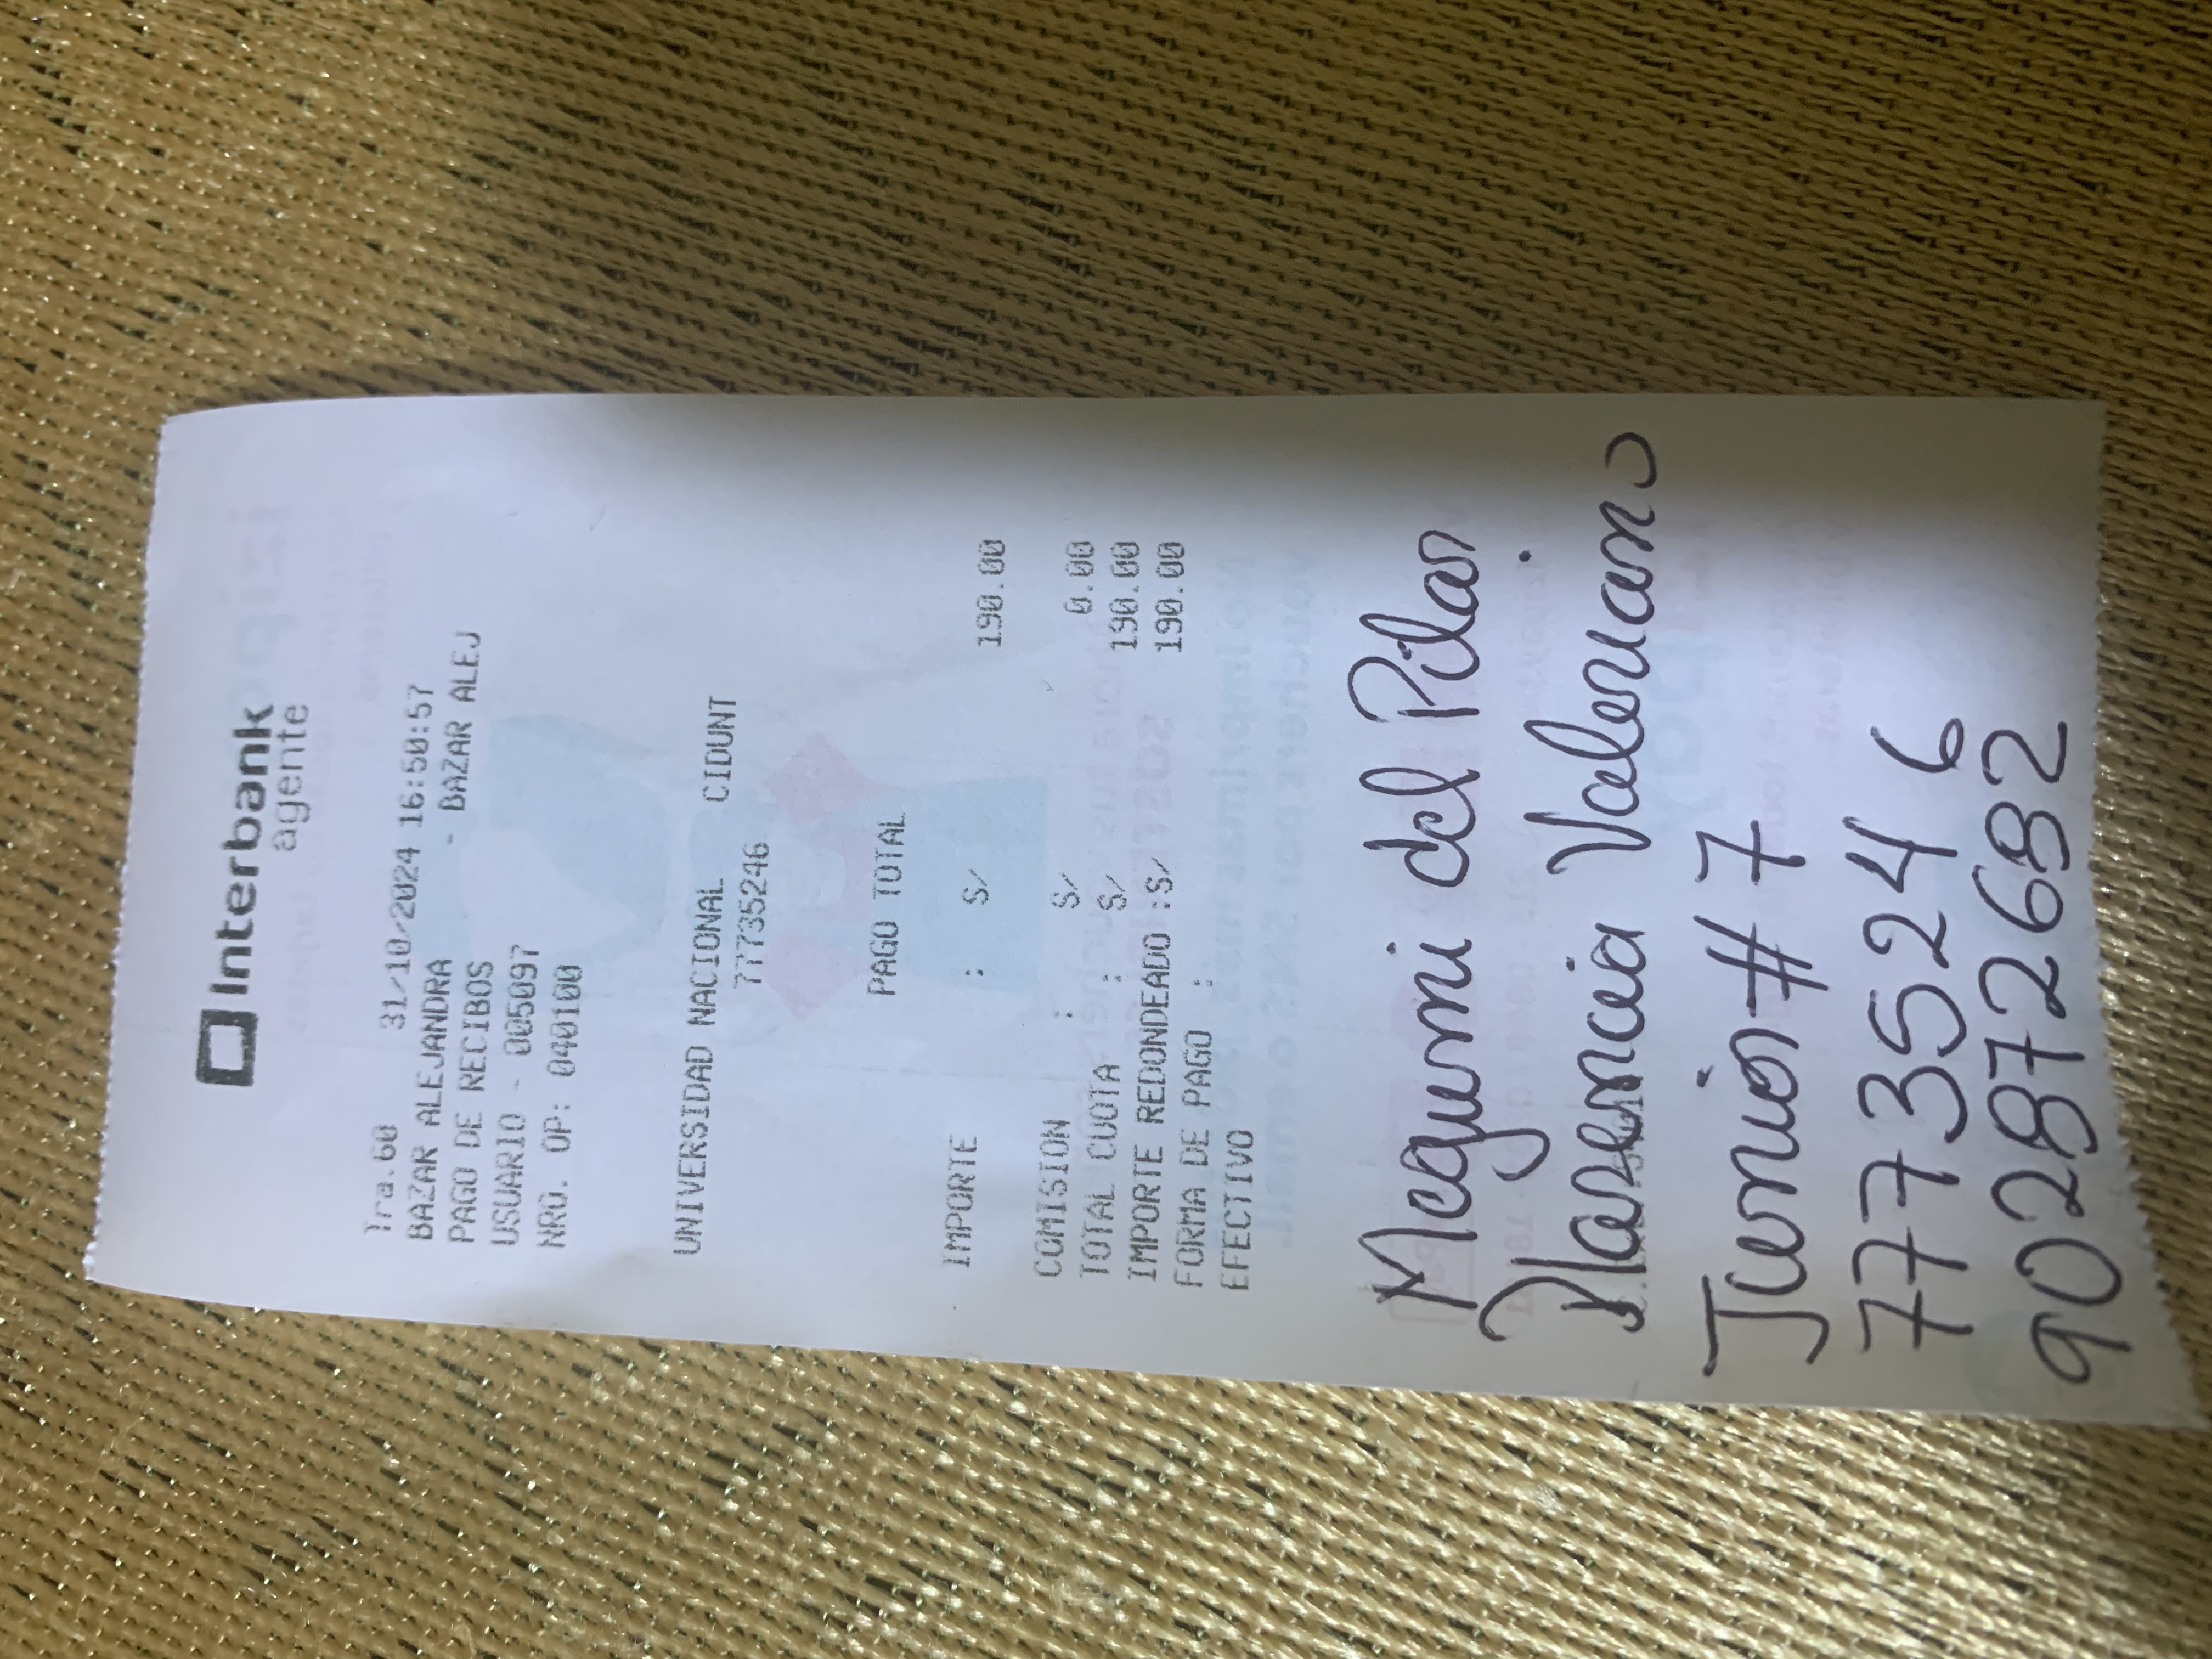 Interbank
agente
Tra.60 31/10/2024 16:50:57
BAZAR ALEJANDRA - BAZAR ALEJ
PAGO DE RECIBOS
USUARIO - 005097
NRO. OP: 040100
UNIVERSIDAD NACIONAL CIDUNT
77735246
PAGO TOTAL
IMPORTE : S/ 190.00
COMISION : S/ 0.00
TOTAL CUOTA : S/ 190.00
IMPORTE REDONDEADO :S/ 190.00
FORMA DE PAGO :
EFECTIVO
Megumi del Pilar
Plasencia Valeriano
Junior # 7
77735246
902872682